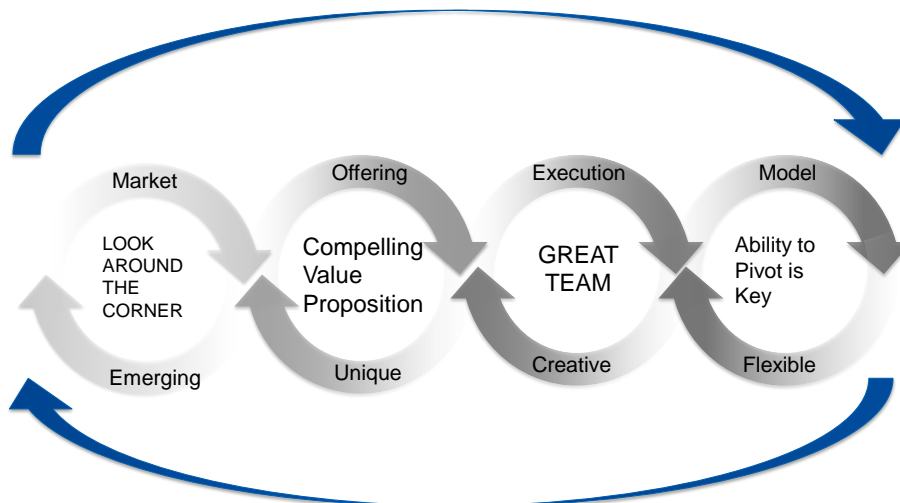 Market
LOOK
AROUND
THE
CORNER
Emerging
Offering
Compelling
Value
Proposition
Unique
Execution
GREAT
TEAM
Creative
Model
Ability to
Pivot is
Key
Flexible